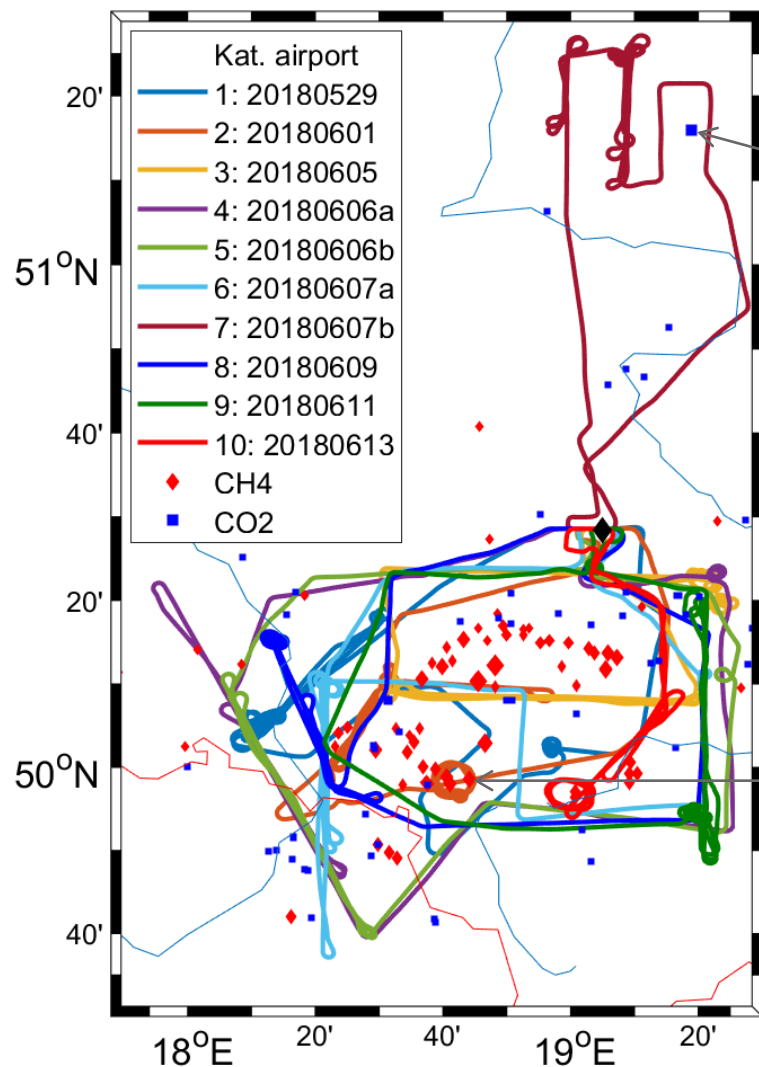 Kat. airport
1: 20180529
2: 20180601
3: 20180605
4: 20180606a
5: 20180606b
6: 20180607a
7: 20180607b
8: 20180609
9: 20180611
10: 20180613
CH4
CO2
20'
51°N
40'
20'
50°N
40'
18°E
20'
40'
19°E
20'